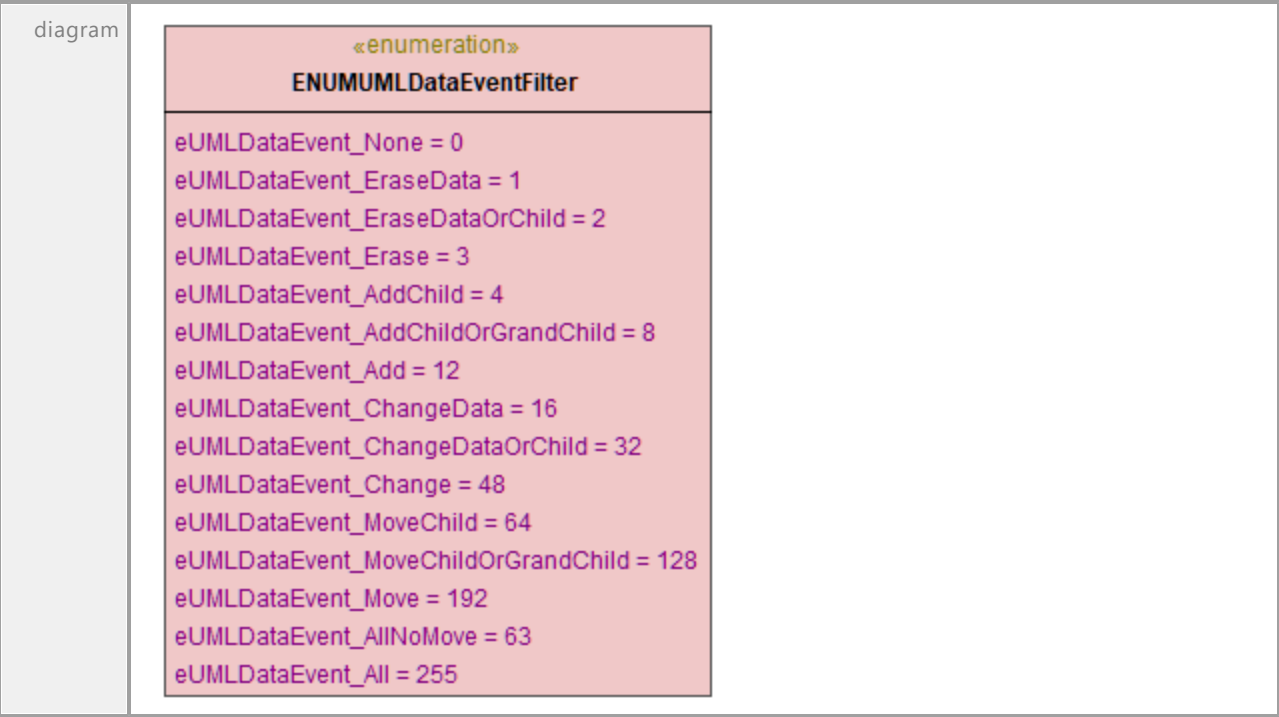 diagram
«enumeration»
ENUMUMLDataEventFilter
eUMLDataEvent_None = 0
eUMLDataEvent_EraseData = 1
eUMLDataEvent_EraseDataOrChild = 2
eUMLDataEvent_Erase = 3
eUMLDataEvent_AddChild = 4
eUMLDataEvent_AddChildOrGrandChild = 8
eUMLDataEvent_Add = 12
eUMLDataEvent_ChangeData = 16
eUMLDataEvent_ChangeDataOrChild = 32
eUMLDataEvent_Change = 48
eUMLDataEvent_MoveChild = 64
eUMLDataEvent_MoveChildOrGrandChild = 128
eUMLDataEvent_Move = 192
eUMLDataEvent_AllNoMove = 63
eUMLDataEvent_All = 255